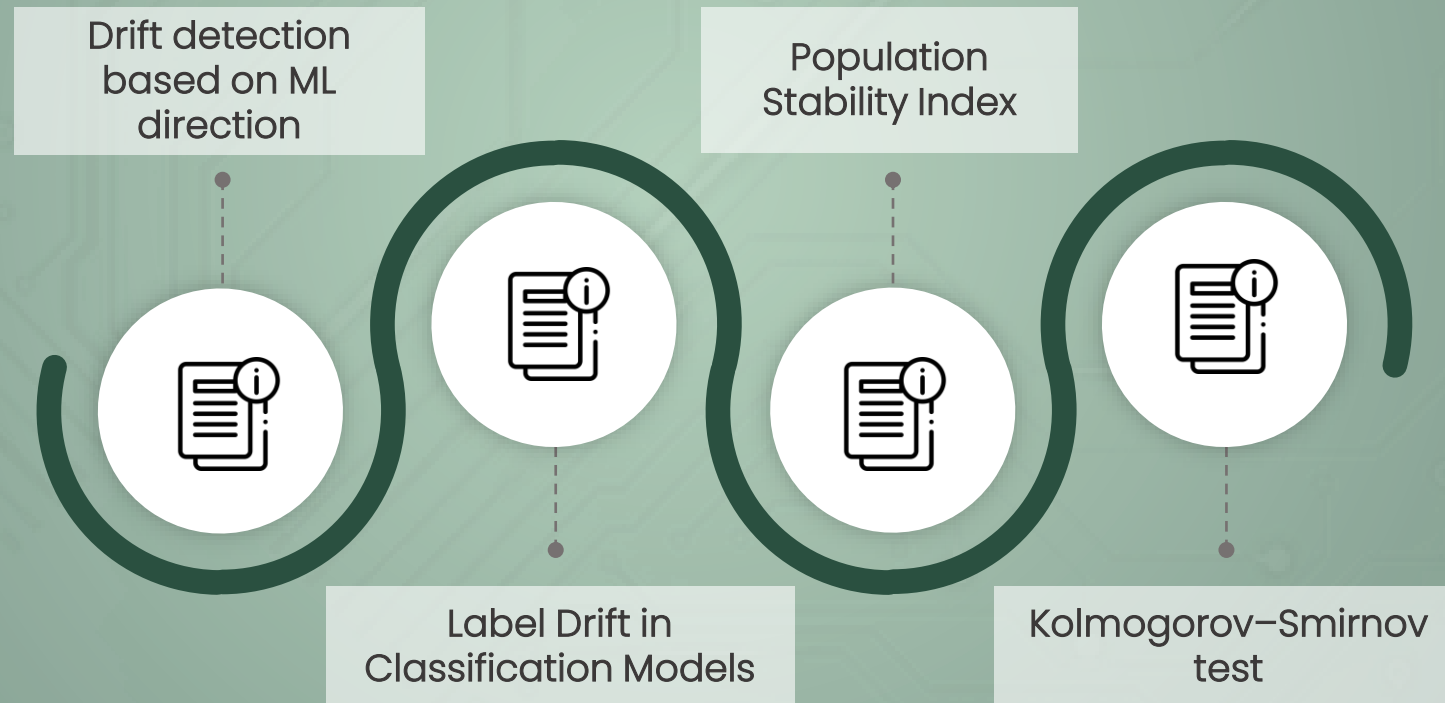 Drift detection
based on ML
direction
Label Drift in
Classification Models
Population
Stability Index
Kolmogorov–Smirnov
test